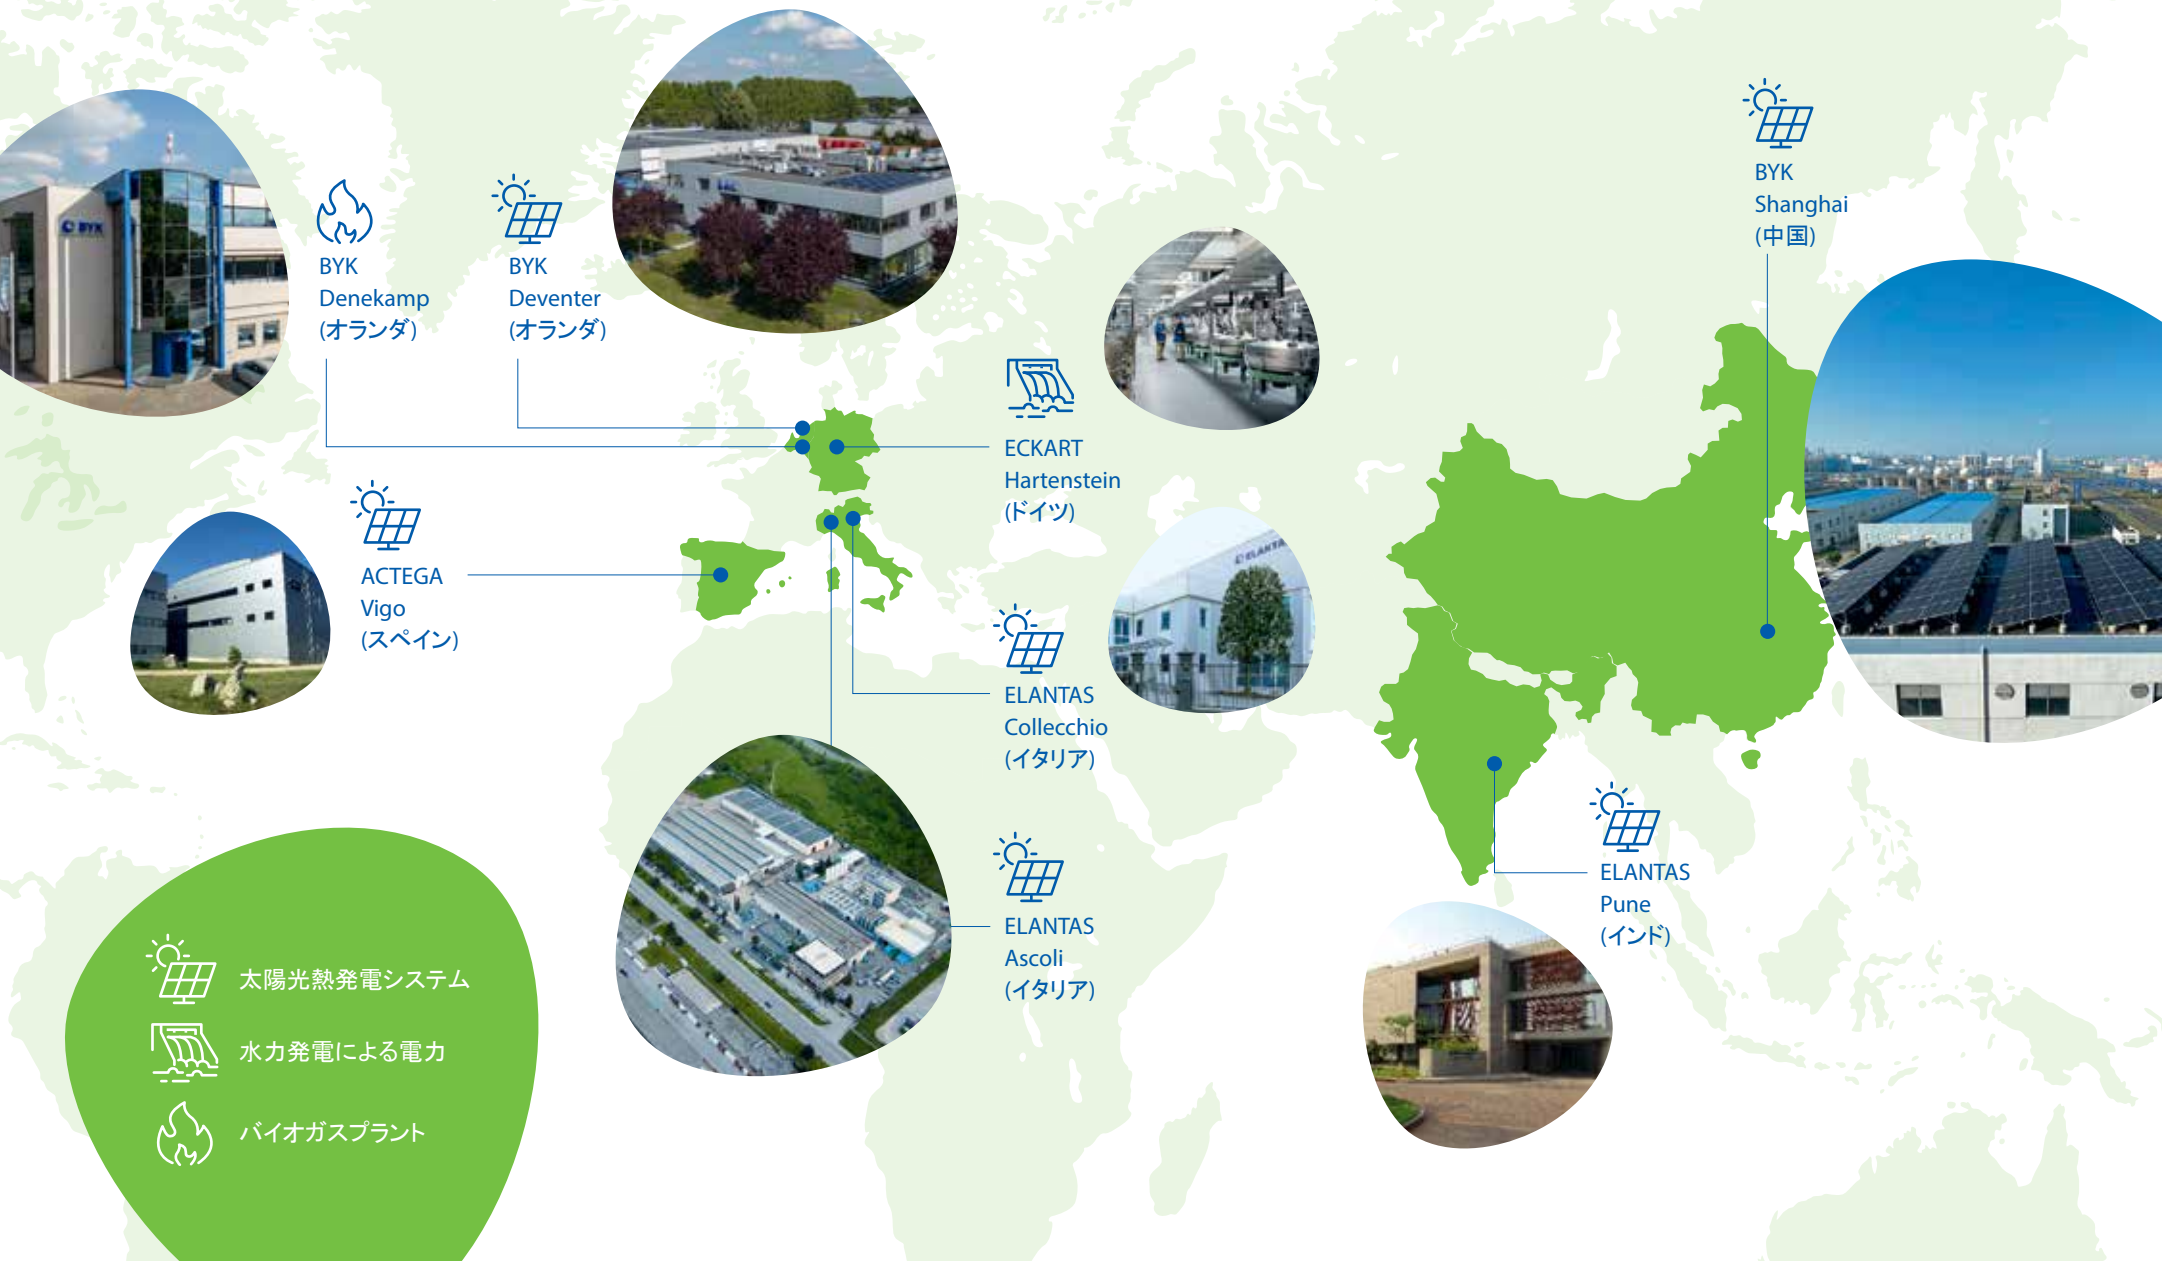 BYK
BYK
Denekamp
(オランダ)
BYK
Deventer
(オランダ)
ECKART
Hartenstein
(ドイツ)
BYK
Shanghai
(中国)
ACTEGA
Vigo
(スペイン)
ELANTAS
ELANTAS
Collecchio
(イタリア)
ELANTAS
Ascoli
(イタリア)
ELANTAS
Pune
(インド)
太陽光熱発電システム
水力発電による電力
バイオガスプラント